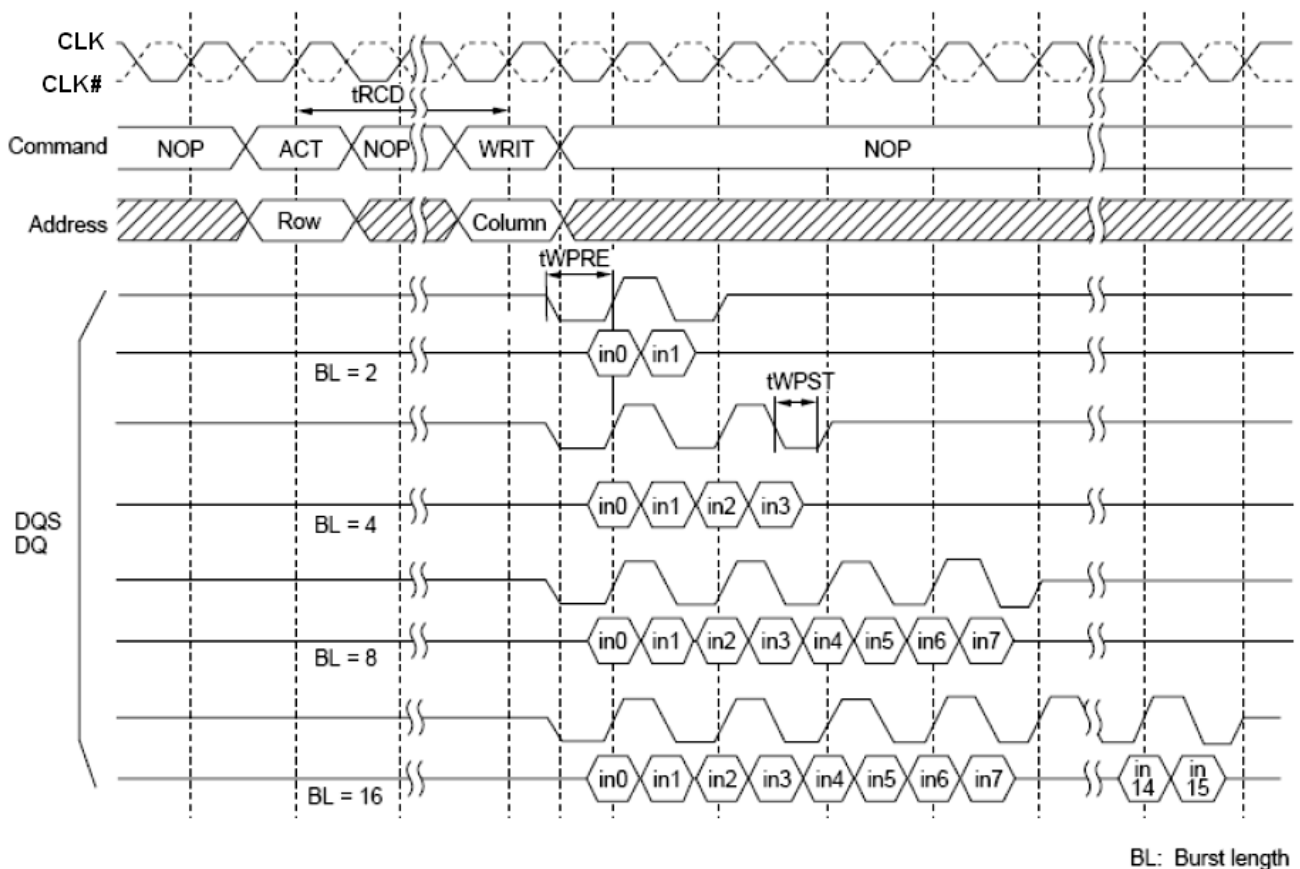 CLK
CLK#
tRCD
Command NOP ACT NOP WRIT NOP
Address Row Column
tWPRE
in0 in1
BL = 2
tWPST
in0 in1 in2 in3
BL = 4
DQS
DQ
in0 in1 in2 in3 in4 in5 in6 in7
BL = 8
in0 in1 in2 in3 in4 in5 in6 in7 in 14 in 15
BL = 16
BL: Burst length